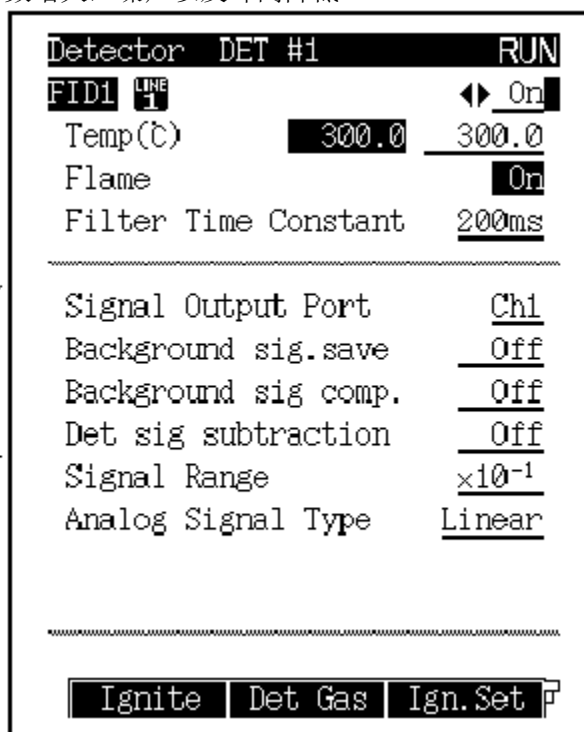 Detector DET #1 RUN
FID1 LINE 1 ◂▸ On
Temp(℃) 300.0 300.0
Flame On
Filter Time Constant 200ms
Signal Output Port Ch1
Background sig.save Off
Background sig comp. Off
Det sig subtraction Off
Signal Range ×10⁻¹
Analog Signal Type Linear
Ignite Det Gas Ign.Set